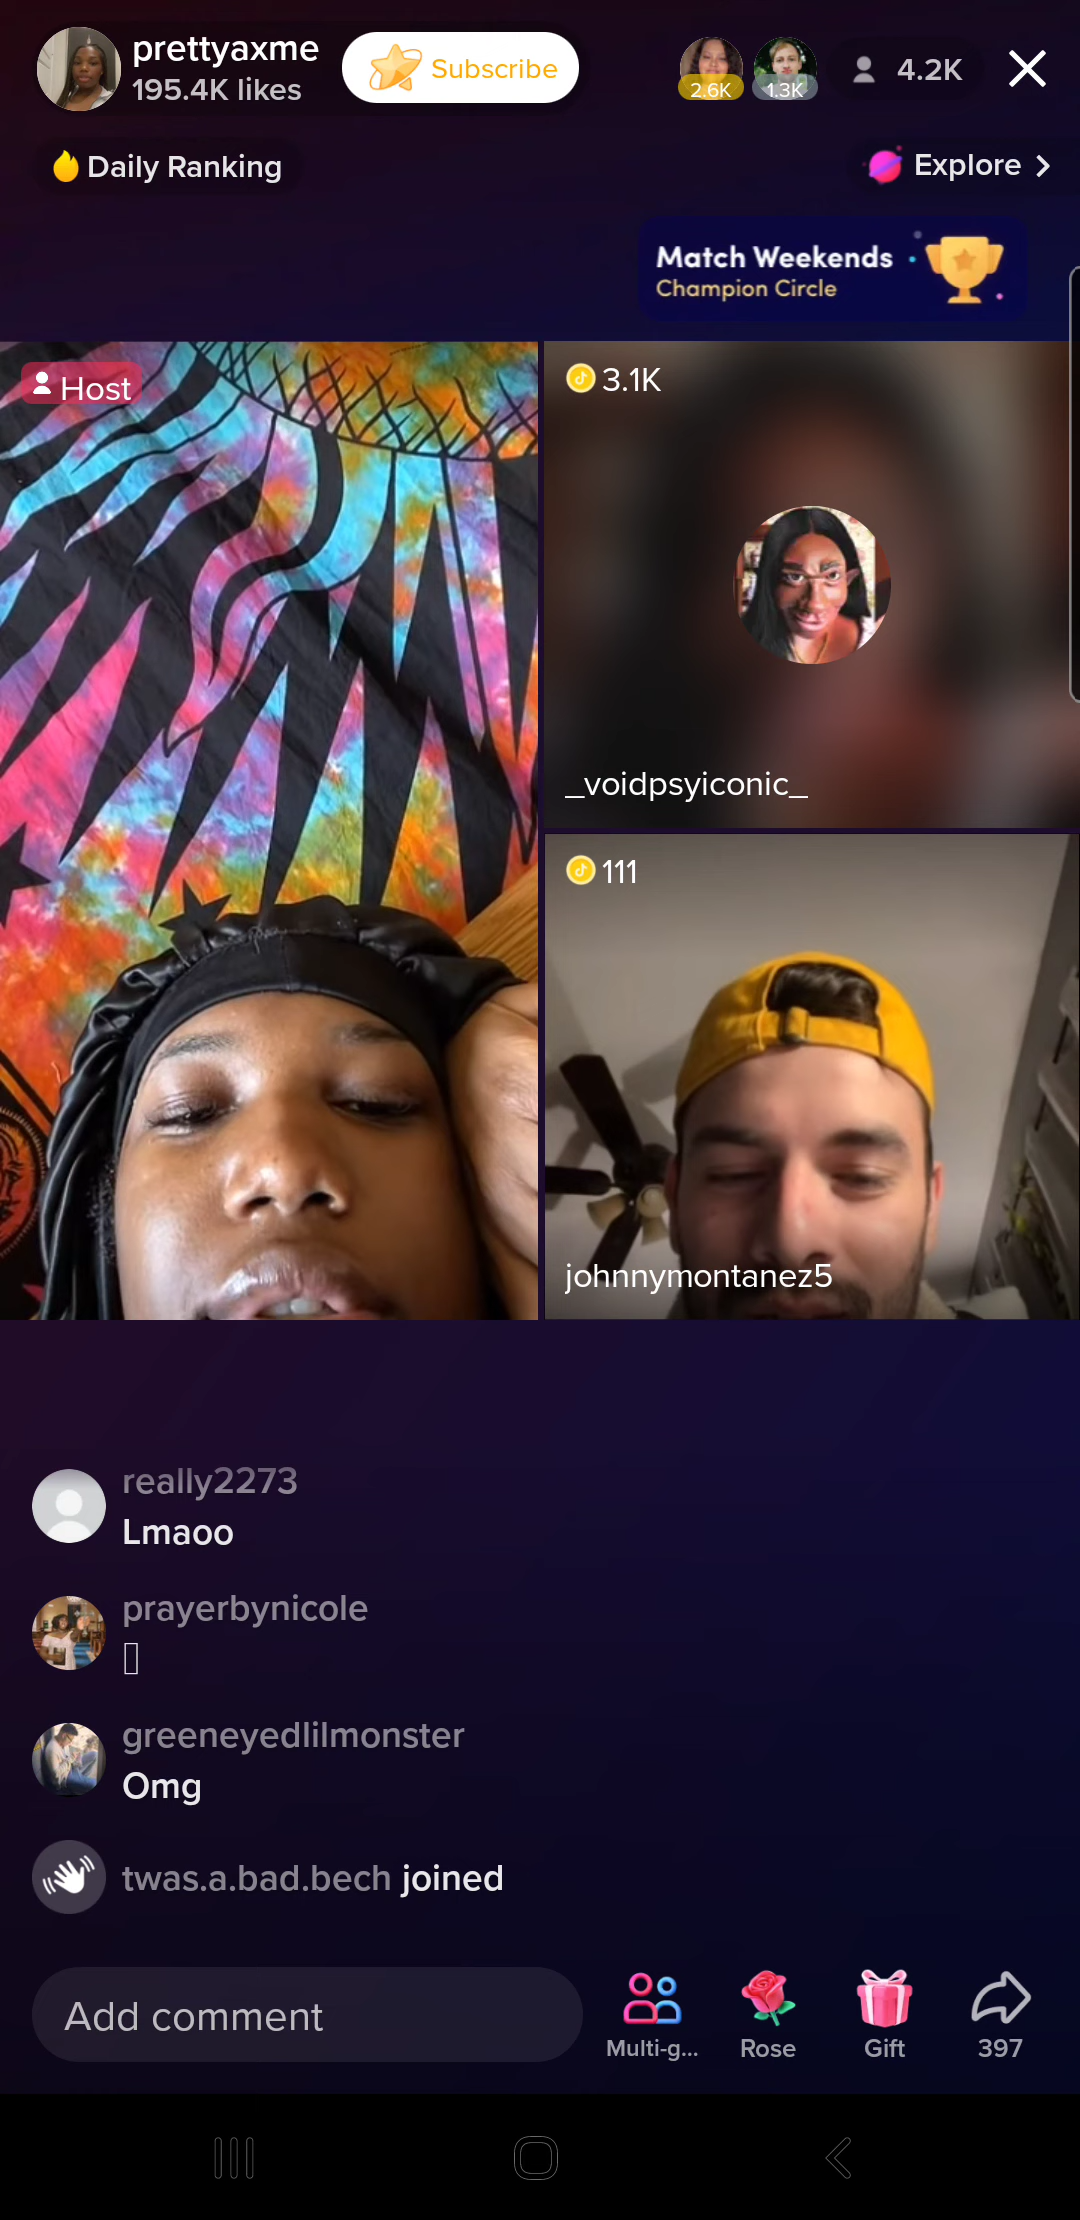 prettyaxme
195.4K likes
Subscribe
2.6K
1.3K
4.2K
Daily Ranking
Explore
Match Weekends
Champion Circle
Host
3.1K
_voidpsyiconic_
111
johnnymontanez5
really2273
Lmaoo
prayerbynicole
greeneyedlilmonster
Omg
twas.a.bad.bech joined
Add comment
Multi-g...
Rose
Gift
397